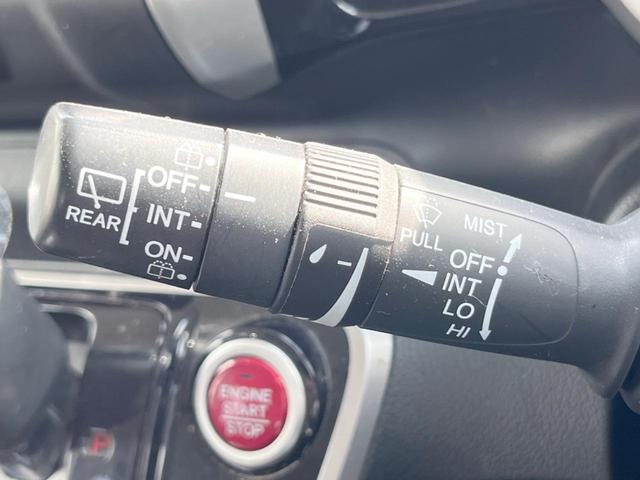 OFF
REAR
INT
ON
PULL
MIST
OFF
INT
LO
HI
ENGINE
START
STOP
P